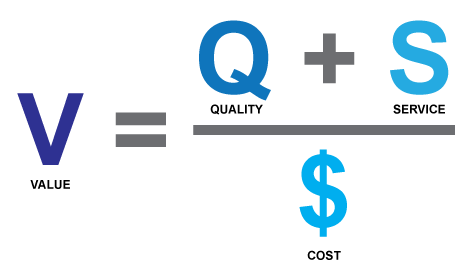 V = Q + S
VALUE
QUALITY
SERVICE
$
COST